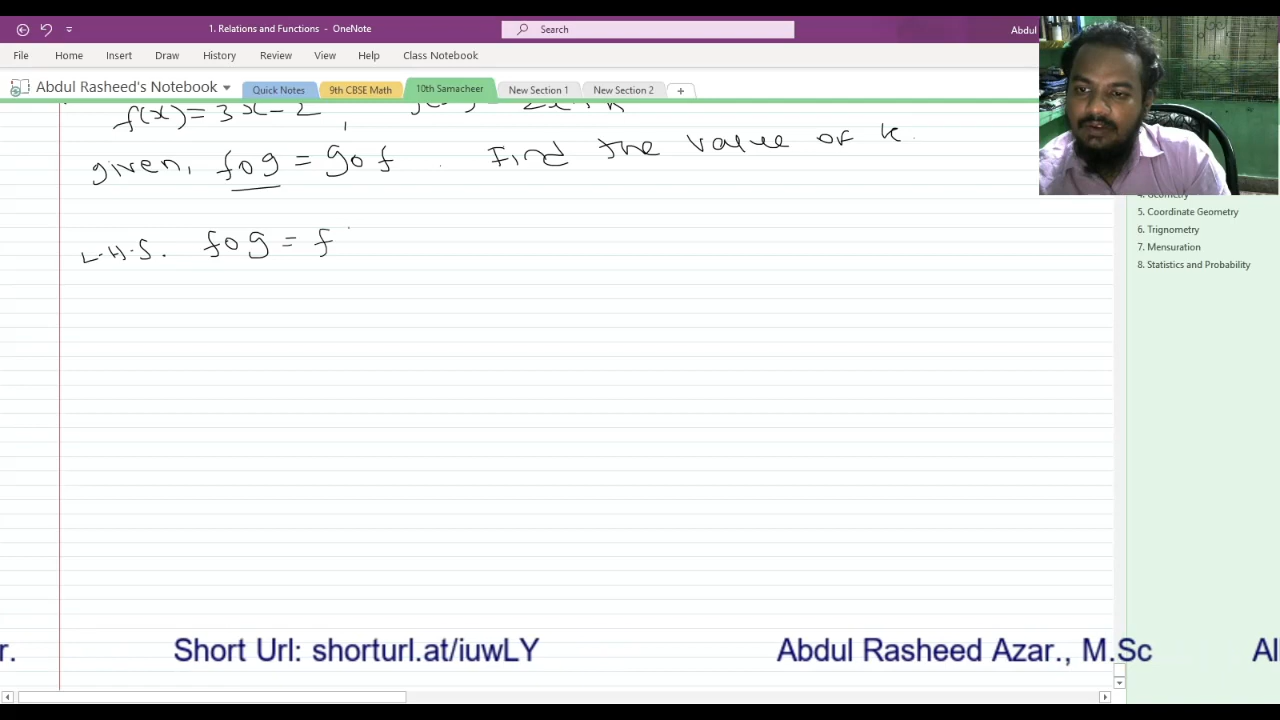 1. Relations and Functions - OneNote
Search
Abdul
File Home Insert Draw History Review View Help Class Notebook
Abdul Rasheed's Notebook Quick Notes 9th CBSE Math 10th Samacheer New Section 1 New Section 2 +
f(x) = 3x - 2 ,
given, fog = gof . Find the value of k.
L.H.S. fog = f
5. Coordinate Geometry
6. Trignometry
7. Mensuration
8. Statistics and Probability
r. Short Url: shorturl.at/iuwLY Abdul Rasheed Azar., M.Sc Al